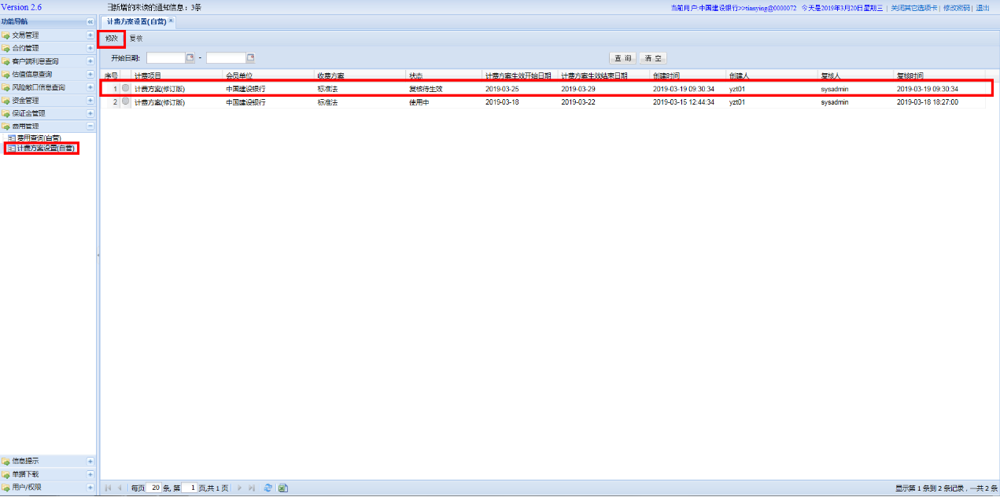 Version 2.6
日新增的未读的通知信息：3条
当前用户:中国建设银行>>tianying@0000072 今天是2019年3月20日星期三 | 关闭其它选项卡 | 修改密码 | 退出
功能导航
计费方案设置(自营)
交易管理
合约管理
客户端利息查询
估值信息查询
风险敞口信息查询
资金管理
保证金管理
费用管理
费用查询(自营)
计费方案设置(自营)
修改 复核
开始日期: - 查 询 清 空
序号 计费项目 会员单位 收费方案 状态 计费方案生效开始日期 计费方案生效结束日期 创建时间 创建人 复核人 复核时间
1 计费方案(修订版) 中国建设银行 标准法 复核待生效 2019-03-25 2019-03-29 2019-03-19 09:30:34 yzt01 sysadmin 2019-03-19 09:30:34
2 计费方案(修订版) 中国建设银行 标准法 使用中 2019-03-18 2019-03-22 2019-03-15 12:44:34 yzt01 sysadmin 2019-03-18 18:27:00
信息提示
单据下载
用户/权限
每页 20 条, 第 1 页,共 1 页
显示第 1 条到 2 条记录，一共 2 条